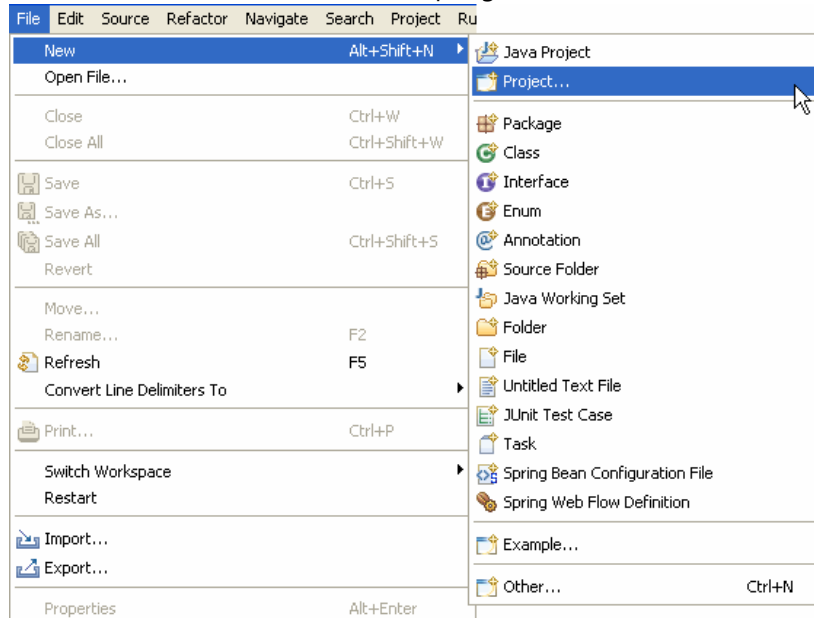 File Edit Source Refactor Navigate Search Project Ru
New Alt+Shift+N
Open File...
Close Ctrl+W
Close All Ctrl+Shift+W
Save Ctrl+S
Save As...
Save All Ctrl+Shift+S
Revert
Move...
Rename... F2
Refresh F5
Convert Line Delimiters To
Print... Ctrl+P
Switch Workspace
Restart
Import...
Export...
Properties Alt+Enter
Java Project
Project...
Package
Class
Interface
Enum
Annotation
Source Folder
Java Working Set
Folder
File
Untitled Text File
JUnit Test Case
Task
Spring Bean Configuration File
Spring Web Flow Definition
Example...
Other... Ctrl+N